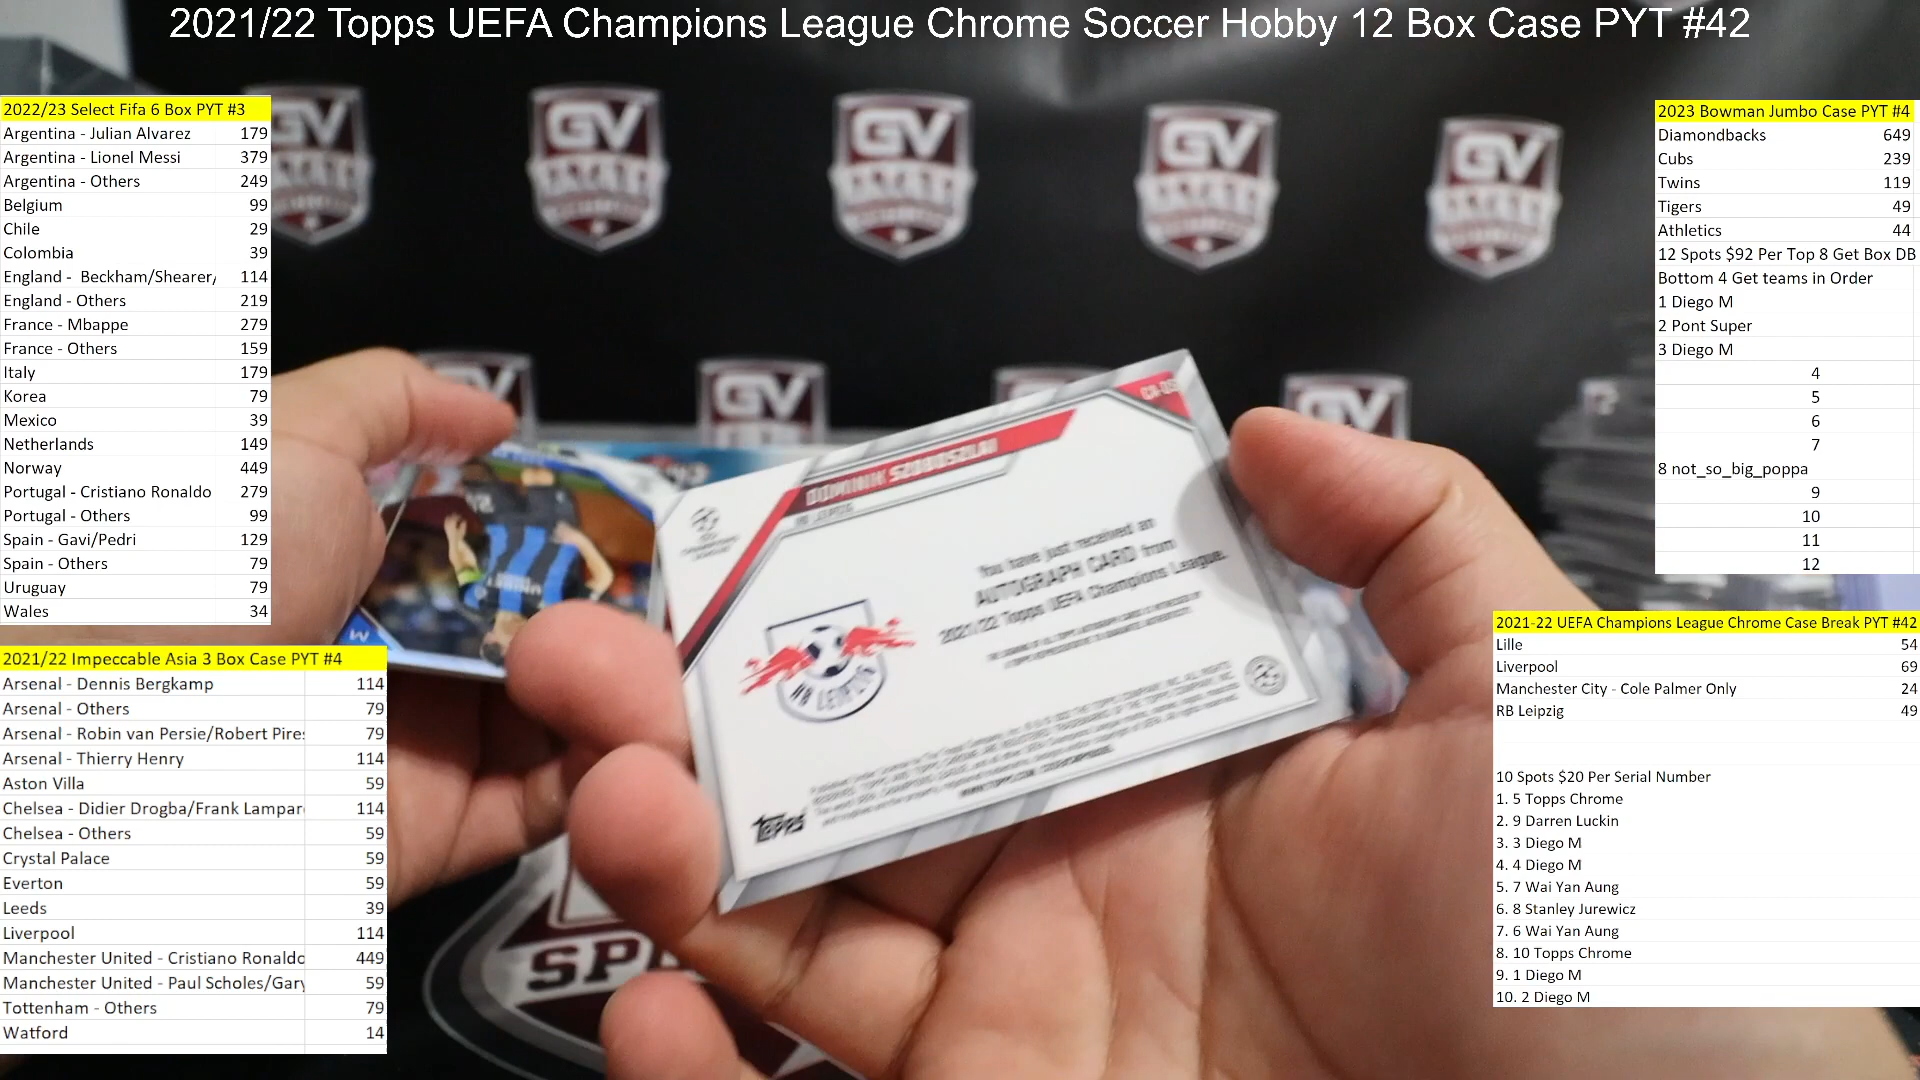 2021/22 Topps UEFA Champions League Chrome Soccer Hobby 12 Box Case PYT #42
2022/23 Select Fifa 6 Box PYT #3
Argentina - Julian Alvarez 179
Argentina - Lionel Messi 379
Argentina - Others 249
Belgium 99
Chile 29
Colombia 39
England - Beckham/Shearer/ 114
England - Others 219
France - Mbappe 279
France - Others 159
Italy 179
Korea 79
Mexico 39
Netherlands 149
Norway 449
Portugal - Cristiano Ronaldo 279
Portugal - Others 99
Spain - Gavi/Pedri 129
Spain - Others 79
Uruguay 79
Wales 34
2021/22 Impeccable Asia 3 Box Case PYT #4
Arsenal - Dennis Bergkamp 114
Arsenal - Others 79
Arsenal - Robin van Persie/Robert Pires 79
Arsenal - Thierry Henry 114
Aston Villa 59
Chelsea - Didier Drogba/Frank Lampar 114
Chelsea - Others 59
Crystal Palace 59
Everton 59
Leeds 39
Liverpool 114
Manchester United - Cristiano Ronaldo 449
Manchester United - Paul Scholes/Gary 59
Tottenham - Others 79
Watford 14
2023 Bowman Jumbo Case PYT #4
Diamondbacks 649
Cubs 239
Twins 119
Tigers 49
Athletics 44
12 Spots $92 Per Top 8 Get Box DB
Bottom 4 Get teams in Order
1 Diego M
2 Pont Super
3 Diego M
4
5
6
7
8 not_so_big_poppa
9
10
11
12
2021-22 UEFA Champions League Chrome Case Break PYT #42
Lille 54
Liverpool 69
Manchester City - Cole Palmer Only 24
RB Leipzig 49
10 Spots $20 Per Serial Number
1. 5 Topps Chrome
2. 9 Darren Luckin
3. 3 Diego M
4. 4 Diego M
5. 7 Wai Yan Aung
6. 8 Stanley Jurewicz
7. 6 Wai Yan Aung
8. 10 Topps Chrome
9. 1 Diego M
10. 2 Diego M
DOMINIK SZOBOSZLAI
RB LEIPZIG
You have just received an
AUTOGRAPH CARD from
2021/22 Topps UEFA Champions League.
RB LEIPZIG
Topps
GV
GV
GV
GV
GV
GV
GV
GV
SP